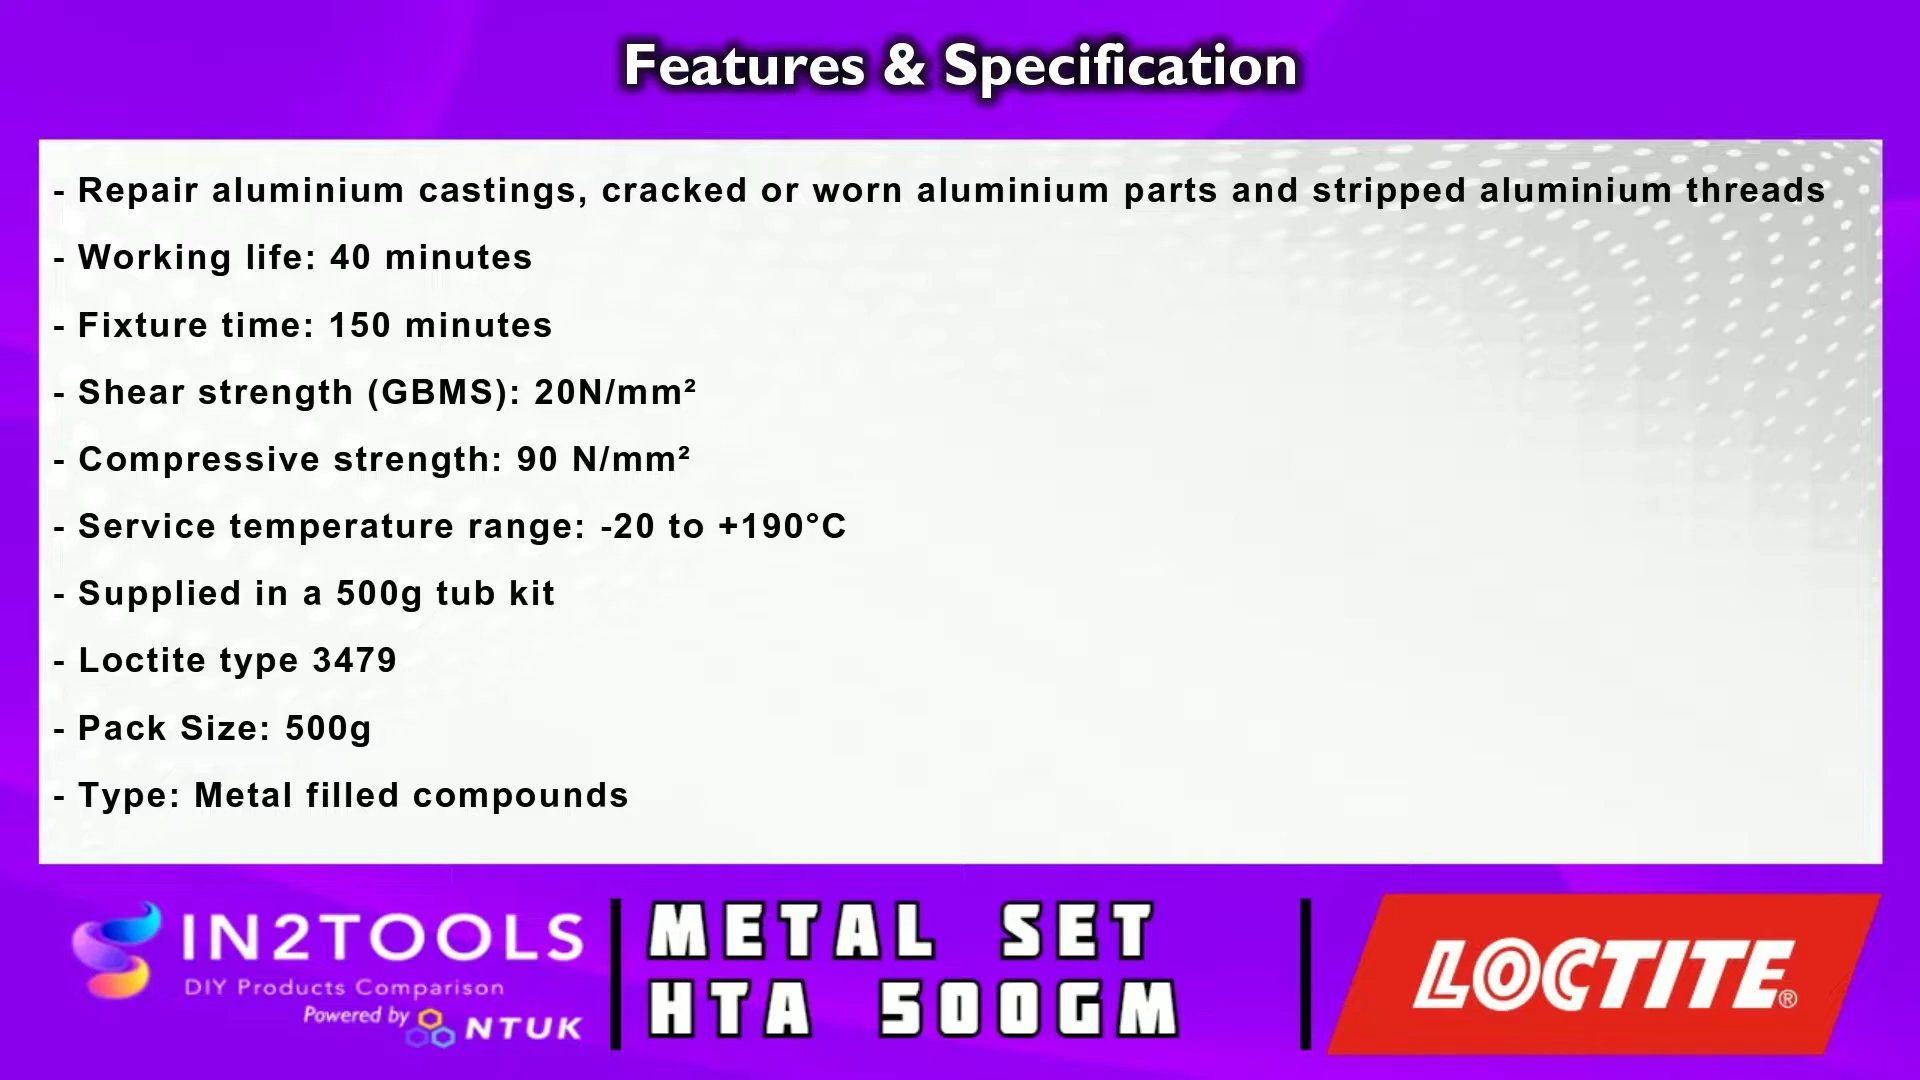 Features & Specification
- Repair aluminium castings, cracked or worn aluminium parts and stripped aluminium threads
- Working life: 40 minutes
- Fixture time: 150 minutes
- Shear strength (GBMS): 20N/mm²
- Compressive strength: 90 N/mm²
- Service temperature range: -20 to +190°C
- Supplied in a 500g tub kit
- Loctite type 3479
- Pack Size: 500g
- Type: Metal filled compounds
IN2TOOLS
DIY Products Comparison
Powered by NTUK
METAL SET
HTA 500GM
LOCTITE®